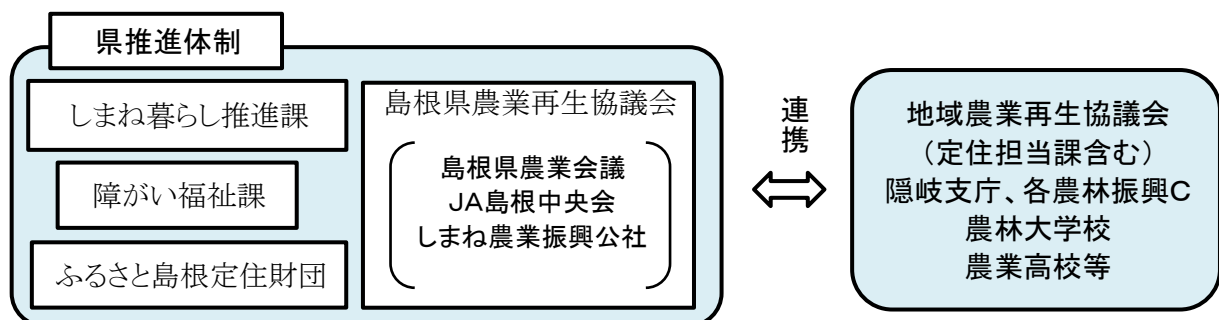 県推進体制
しまね暮らし推進課
障がい福祉課
ふるさと島根定住財団
島根県農業再生協議会
島根県農業会議
JA島根中央会
しまね農業振興公社
連携
地域農業再生協議会
（定住担当課含む）
隠岐支庁、各農林振興C
農林大学校
農業高校等